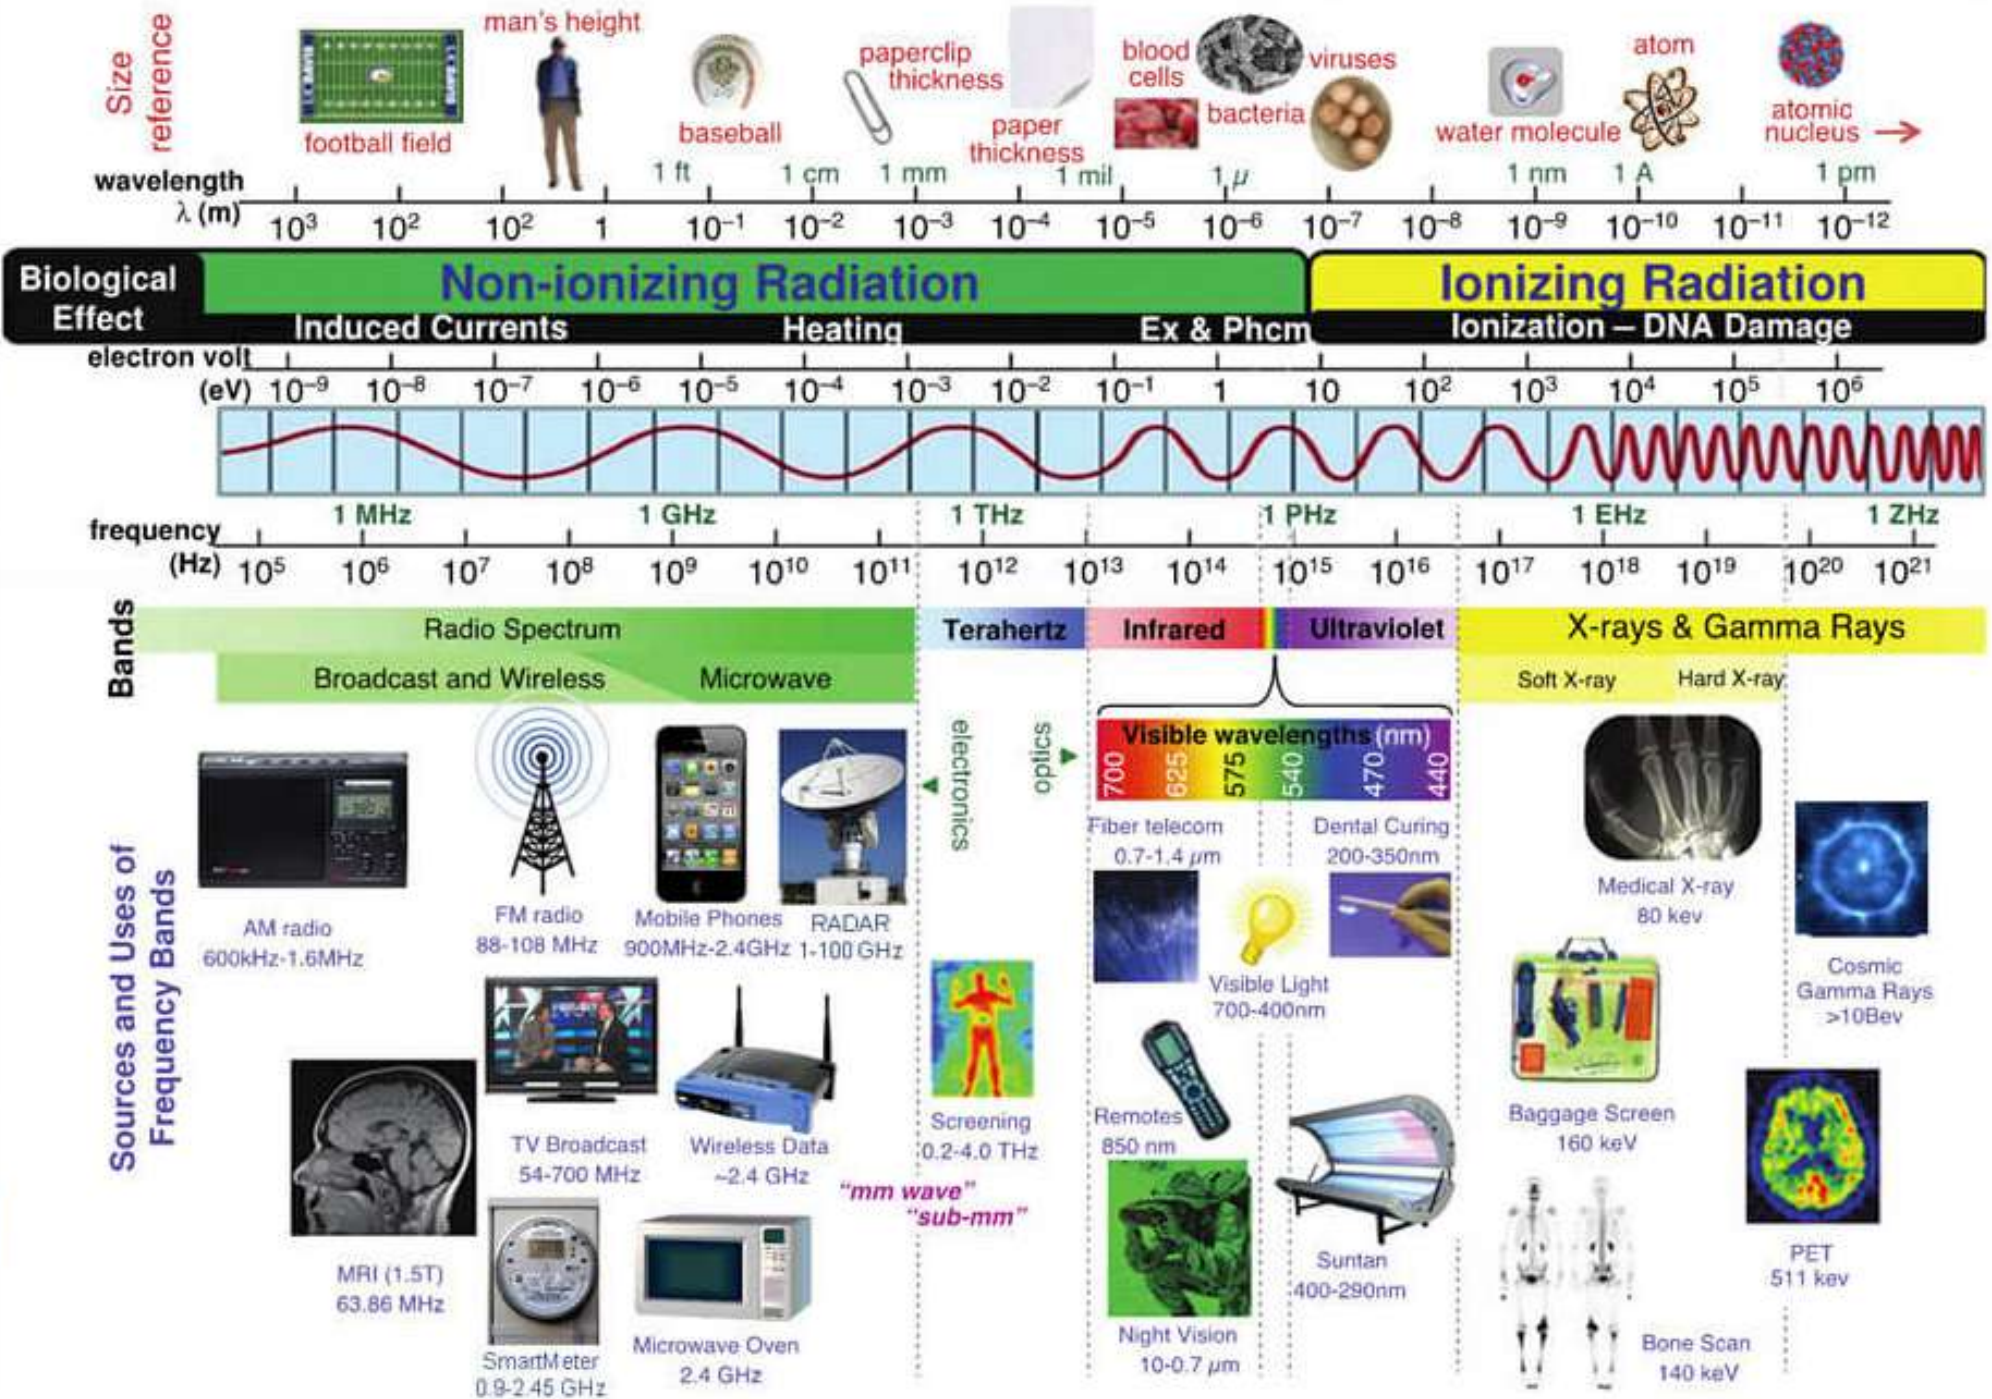 Size
reference
football field
man's height
baseball
paperclip
thickness
paper
thickness
blood
cells
bacteria
viruses
water molecule
atom
atomic
nucleus
1 ft
1 cm
1 mm
1 mil
1 µ
1 nm
1 A
1 pm
wavelength
λ (m)
10³ 10² 10² 1 10⁻¹ 10⁻² 10⁻³ 10⁻⁴ 10⁻⁵ 10⁻⁶ 10⁻⁷ 10⁻⁸ 10⁻⁹ 10⁻¹⁰ 10⁻¹¹ 10⁻¹²
Biological
Effect
Non-ionizing Radiation
Ionizing Radiation
Induced Currents
Heating
Ex & Phcm
Ionization – DNA Damage
electron volt
(eV) 10⁻⁹ 10⁻⁸ 10⁻⁷ 10⁻⁶ 10⁻⁵ 10⁻⁴ 10⁻³ 10⁻² 10⁻¹ 1 10 10² 10³ 10⁴ 10⁵ 10⁶
1 MHz
1 GHz
1 THz
1 PHz
1 EHz
1 ZHz
frequency
(Hz) 10⁵ 10⁶ 10⁷ 10⁸ 10⁹ 10¹⁰ 10¹¹ 10¹² 10¹³ 10¹⁴ 10¹⁵ 10¹⁶ 10¹⁷ 10¹⁸ 10¹⁹ 10²⁰ 10²¹
Bands
Radio Spectrum
Terahertz
Infrared
Ultraviolet
X-rays & Gamma Rays
Broadcast and Wireless
Microwave
Soft X-ray
Hard X-ray
electronics
optics
Visible wavelengths (nm)
700 625 575 540 470 440
Sources and Uses of
Frequency Bands
AM radio
600kHz-1.6MHz
FM radio
88-108 MHz
Mobile Phones
900MHz-2.4GHz
RADAR
1-100 GHz
Fiber telecom
0.7-1.4 µm
Dental Curing
200-350nm
Medical X-ray
80 kev
Visible Light
700-400nm
Cosmic
Gamma Rays
>10Bev
TV Broadcast
54-700 MHz
Wireless Data
~2.4 GHz
Screening
0.2-4.0 THz
Remotes
850 nm
Baggage Screen
160 keV
"mm wave"
"sub-mm"
MRI (1.5T)
63.86 MHz
SmartMeter
0.9-2.45 GHz
Microwave Oven
2.4 GHz
Night Vision
10-0.7 µm
Suntan
400-290nm
PET
511 kev
Bone Scan
140 keV